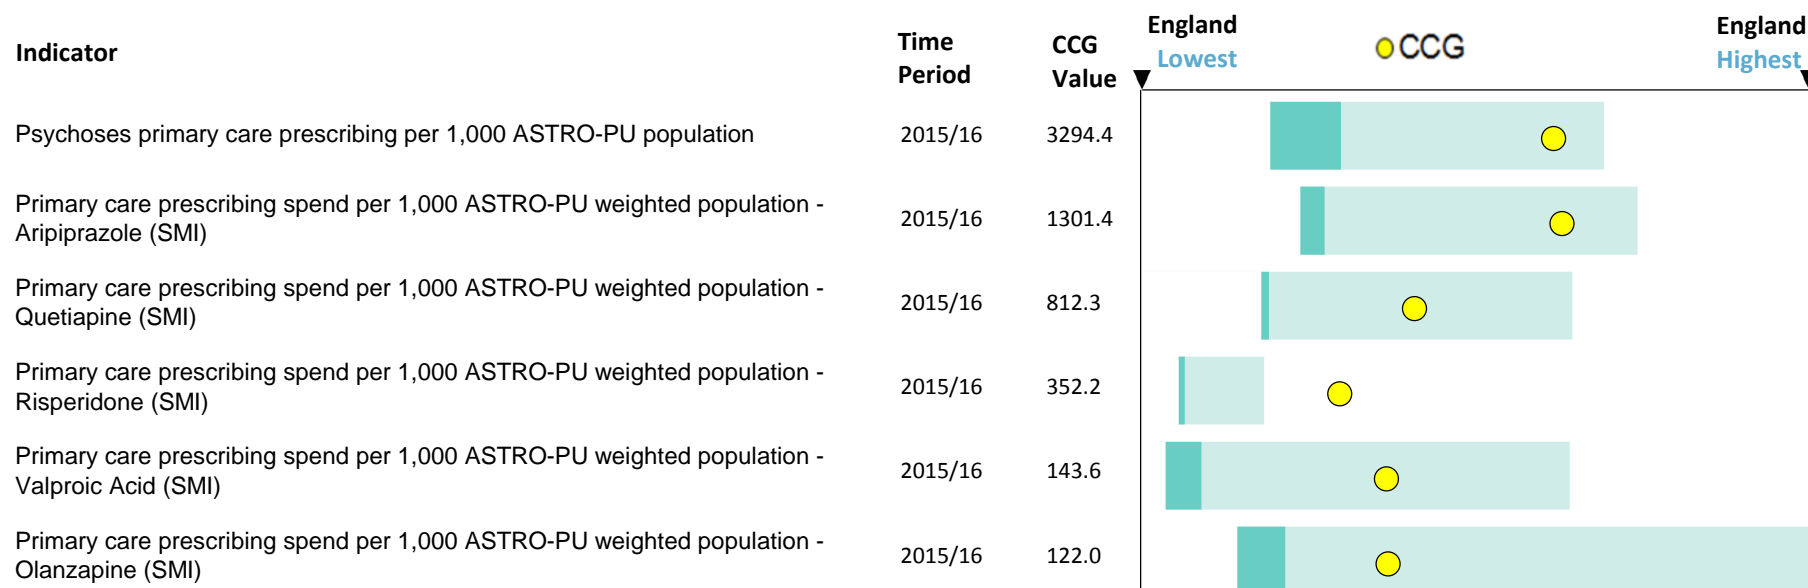 Indicator
Time
Period
CCG
Value
England
Lowest
CCG
England
Highest
Psychoses primary care prescribing per 1,000 ASTRO-PU population
2015/16
3294.4
Primary care prescribing spend per 1,000 ASTRO-PU weighted population -
Aripiprazole (SMI)
2015/16
1301.4
Primary care prescribing spend per 1,000 ASTRO-PU weighted population -
Quetiapine (SMI)
2015/16
812.3
Primary care prescribing spend per 1,000 ASTRO-PU weighted population -
Risperidone (SMI)
2015/16
352.2
Primary care prescribing spend per 1,000 ASTRO-PU weighted population -
Valproic Acid (SMI)
2015/16
143.6
Primary care prescribing spend per 1,000 ASTRO-PU weighted population -
Olanzapine (SMI)
2015/16
122.0